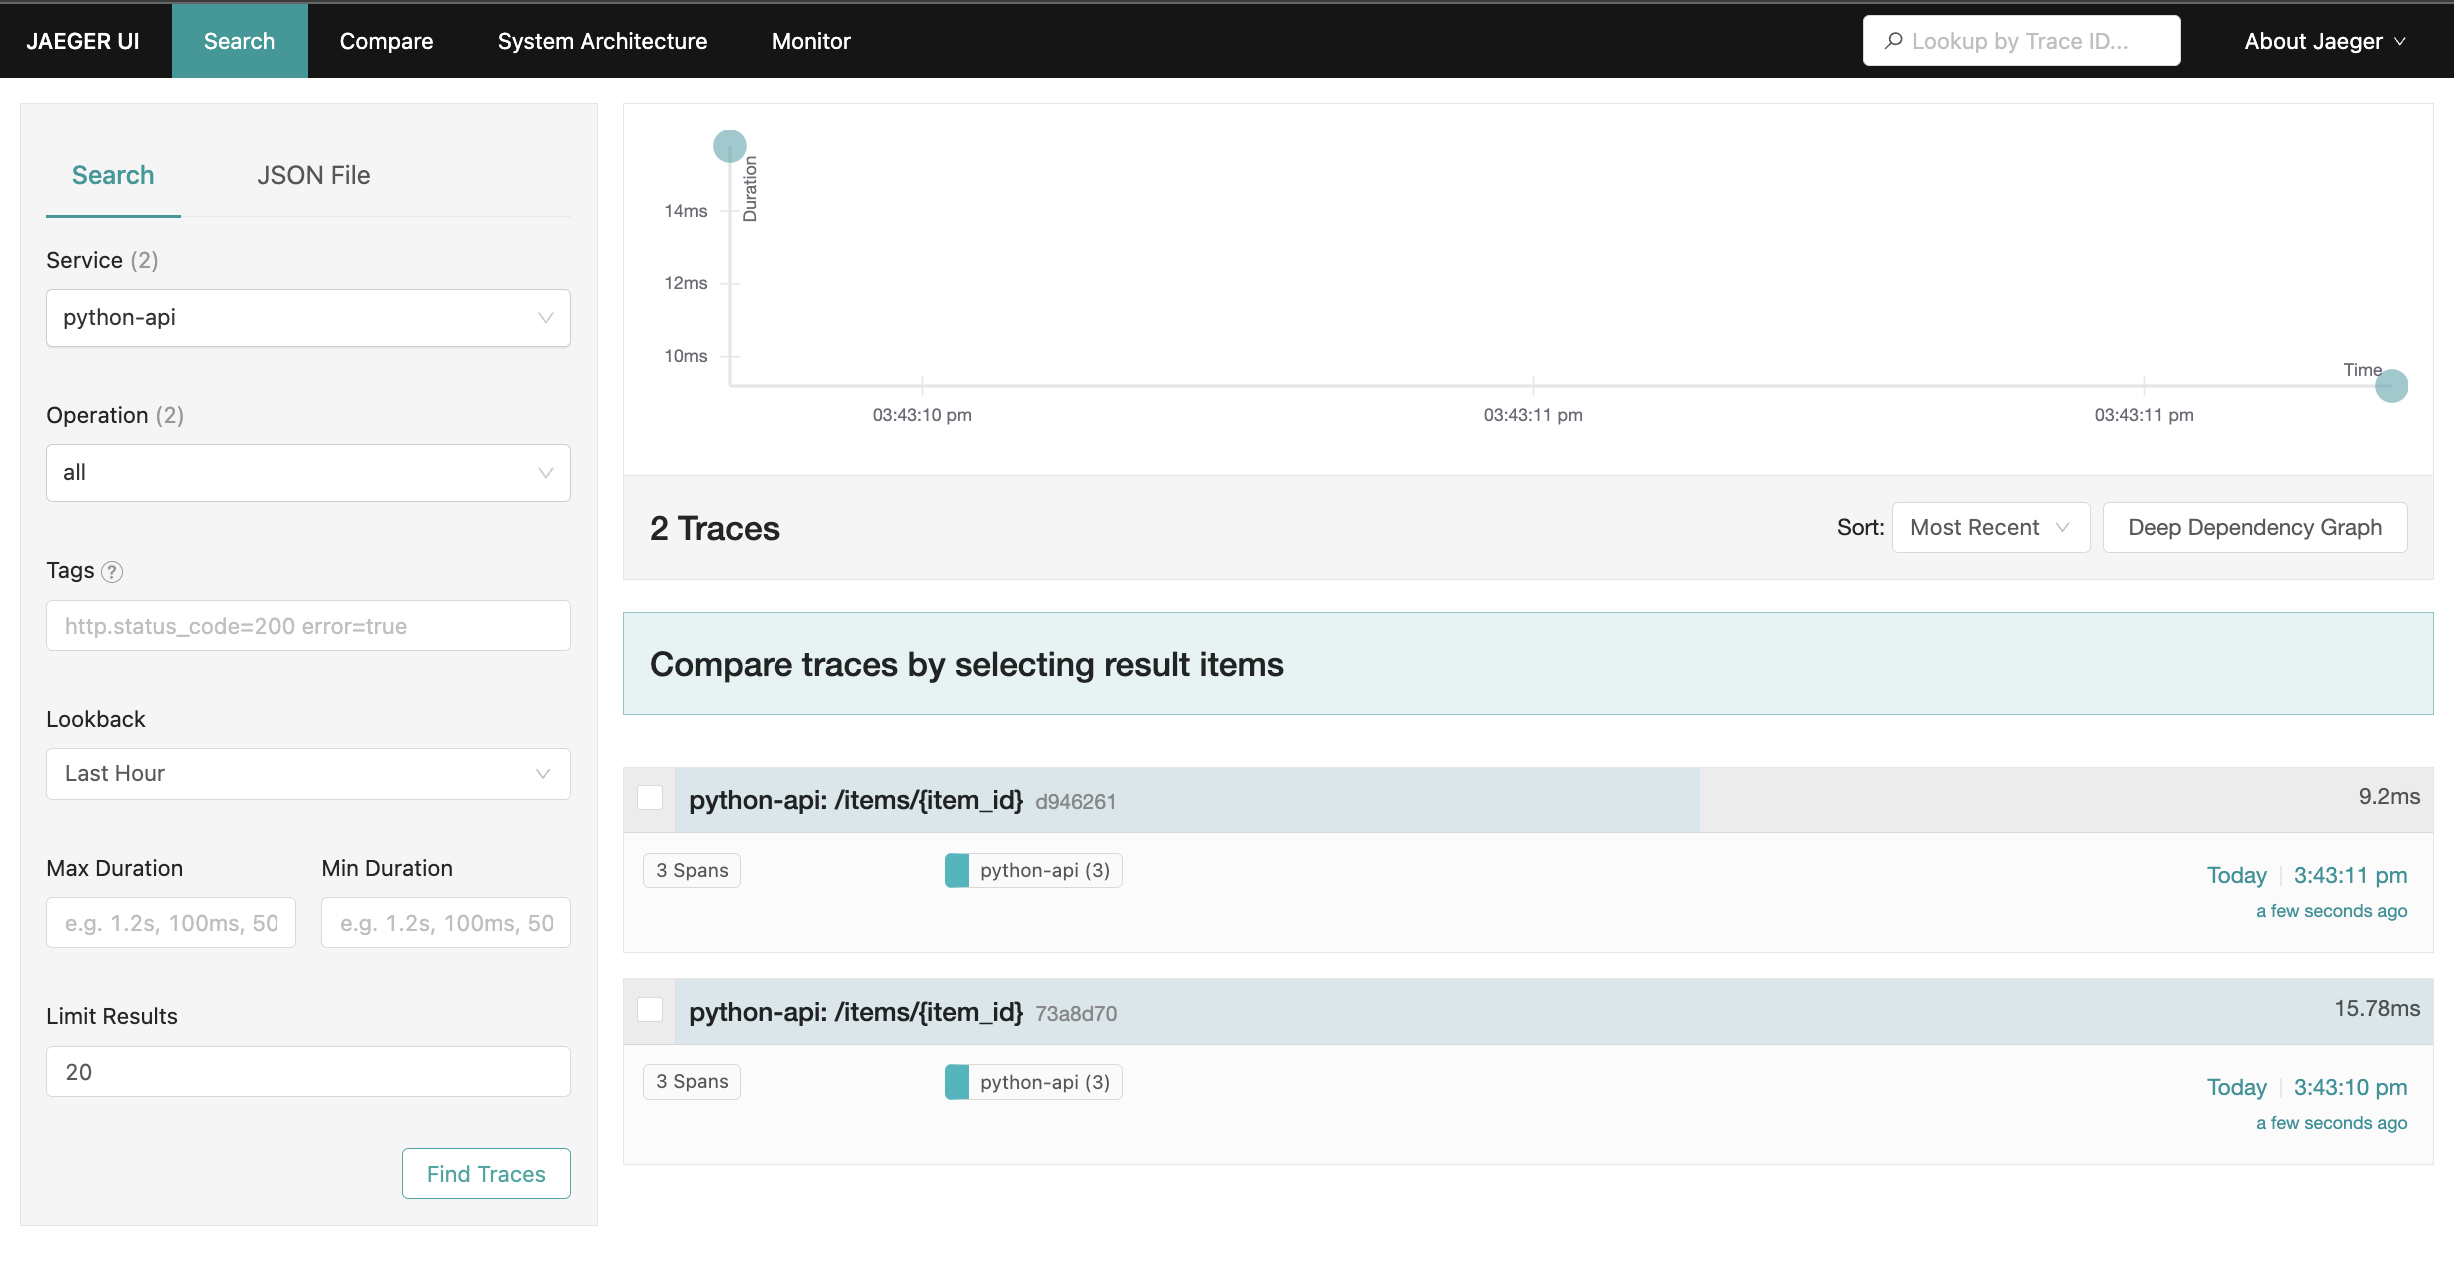 JAEGER UI Search Compare System Architecture Monitor Lookup by Trace ID... About Jaeger
Search JSON File
Service (2)
python-api
Operation (2)
all
Tags ?
http.status_code=200 error=true
Lookback
Last Hour
Max Duration Min Duration
e.g. 1.2s, 100ms, 50 e.g. 1.2s, 100ms, 50
Limit Results
20
Find Traces
Duration
14ms
12ms
10ms
Time
03:43:10 pm 03:43:11 pm 03:43:11 pm
2 Traces Sort: Most Recent Deep Dependency Graph
Compare traces by selecting result items
python-api: /items/{item_id} d946261 9.2ms
3 Spans python-api (3) Today 3:43:11 pm
a few seconds ago
python-api: /items/{item_id} 73a8d70 15.78ms
3 Spans python-api (3) Today 3:43:10 pm
a few seconds ago